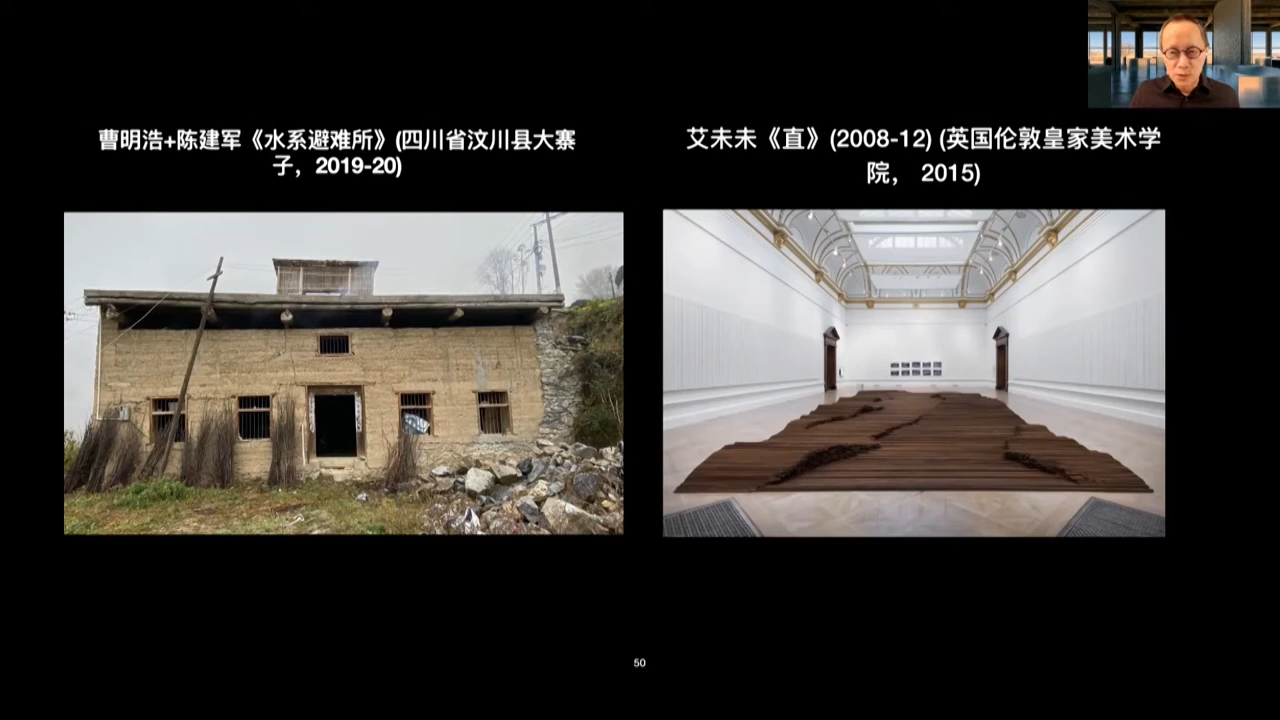 曹明浩+陈建军《水系避难所》(四川省汶川县大寨
子，2019-20)
艾未未《直》(2008-12) (英国伦敦皇家美术学
院， 2015)
50